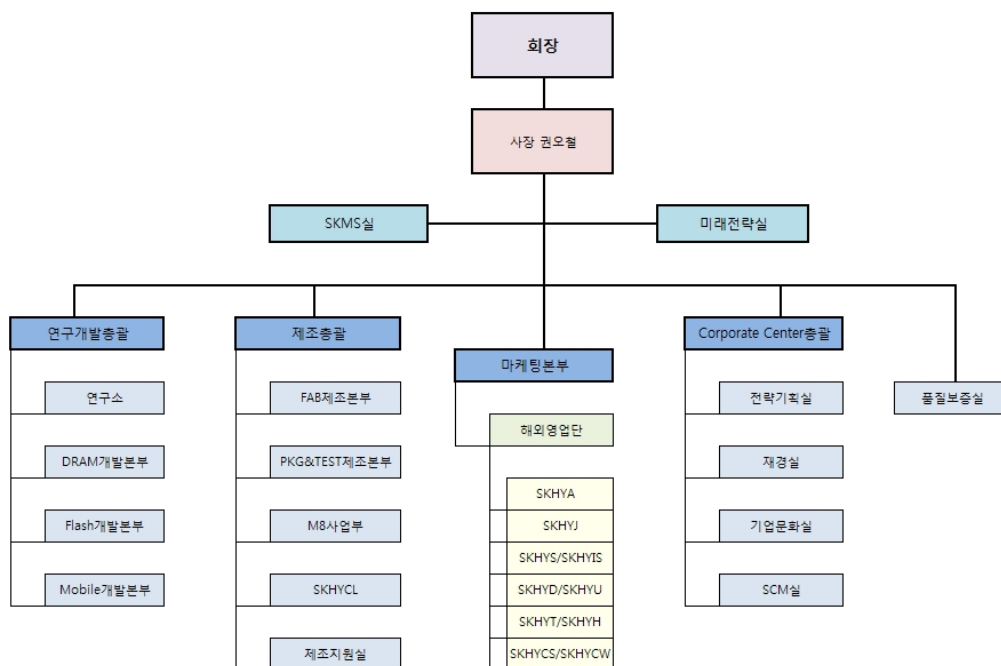 회장
사장 권오철
SKMS실
미래전략실
연구개발총괄
연구소
DRAM개발본부
Flash개발본부
Mobile개발본부
제조총괄
FAB제조본부
PKG&TEST제조본부
M8사업부
SKHYCL
제조지원실
마케팅본부
해외영업단
SKHYA
SKHYJ
SKHYS/SKHYIS
SKHYD/SKHYU
SKHYT/SKHYH
SKHYCS/SKHYCW
Corporate Center총괄
전략기획실
재경실
기업문화실
SCM실
품질보증실